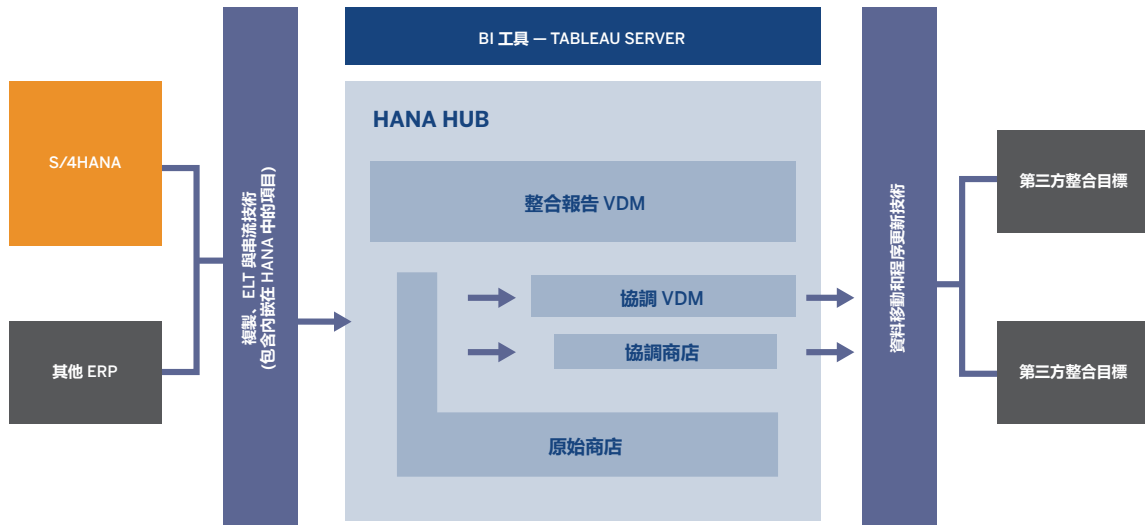 BI 工具 — TABLEAU SERVER
S/4HANA
其他 ERP
複製、ELT 與串流技術
(包含內嵌在 HANA 中的項目)
HANA HUB
整合報告 VDM
協調 VDM
協調商店
原始商店
資料移動和程序更新技術
第三方整合目標
第三方整合目標